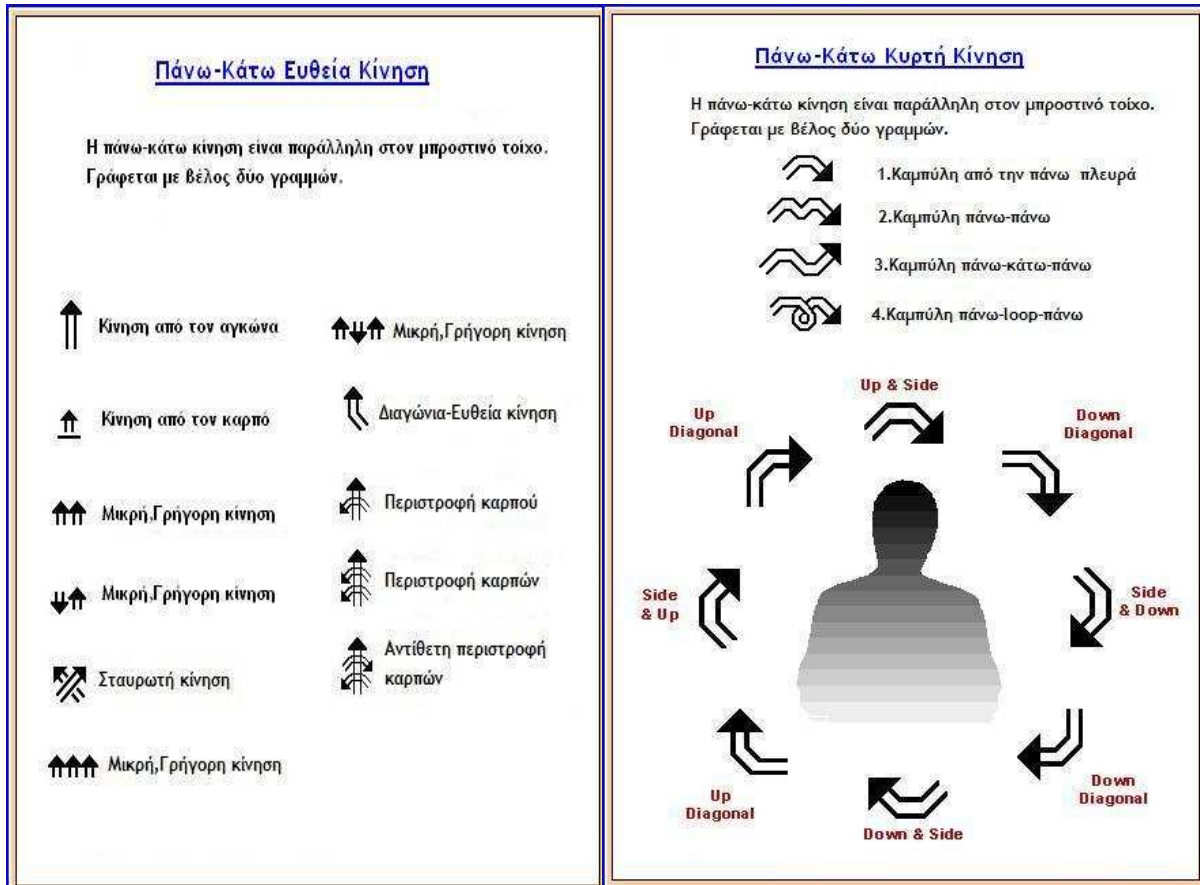 Πάνω-Κάτω Ευθεία Κίνηση
Η πάνω-κάτω κίνηση είναι παράλληλη στον μπροστινό τοίχο.
Γράφεται με βέλος δύο γραμμών.
Κίνηση από τον αγκώνα
Κίνηση από τον καρπό
Μικρή,Γρήγορη κίνηση
Μικρή,Γρήγορη κίνηση
Σταυρωτή κίνηση
Μικρή,Γρήγορη κίνηση
Μικρή,Γρήγορη κίνηση
Διαγώνια-Ευθεία κίνηση
Περιστροφή καρπού
Περιστροφή καρπών
Αντίθετη περιστροφή
καρπών
Πάνω-Κάτω Κυρτή Κίνηση
Η πάνω-κάτω κίνηση είναι παράλληλη στον μπροστινό τοίχο.
Γράφεται με βέλος δύο γραμμών.
1.Καμπύλη από την πάνω πλευρά
2.Καμπύλη πάνω-πάνω
3.Καμπύλη πάνω-κάτω-πάνω
4.Καμπύλη πάνω-loop-πάνω
Up & Side
Up
Diagonal
Down
Diagonal
Side
& Up
Side
& Down
Up
Diagonal
Down
Diagonal
Down & Side